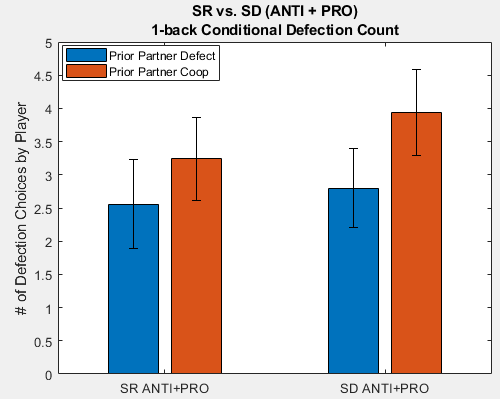 SR vs. SD (ANTI + PRO)
1-back Conditional Defection Count
Prior Partner Defect
Prior Partner Coop
# of Defection Choices by Player
5
4.5
4
3.5
3
2.5
2
1.5
1
0.5
0
SR ANTI+PRO
SD ANTI+PRO